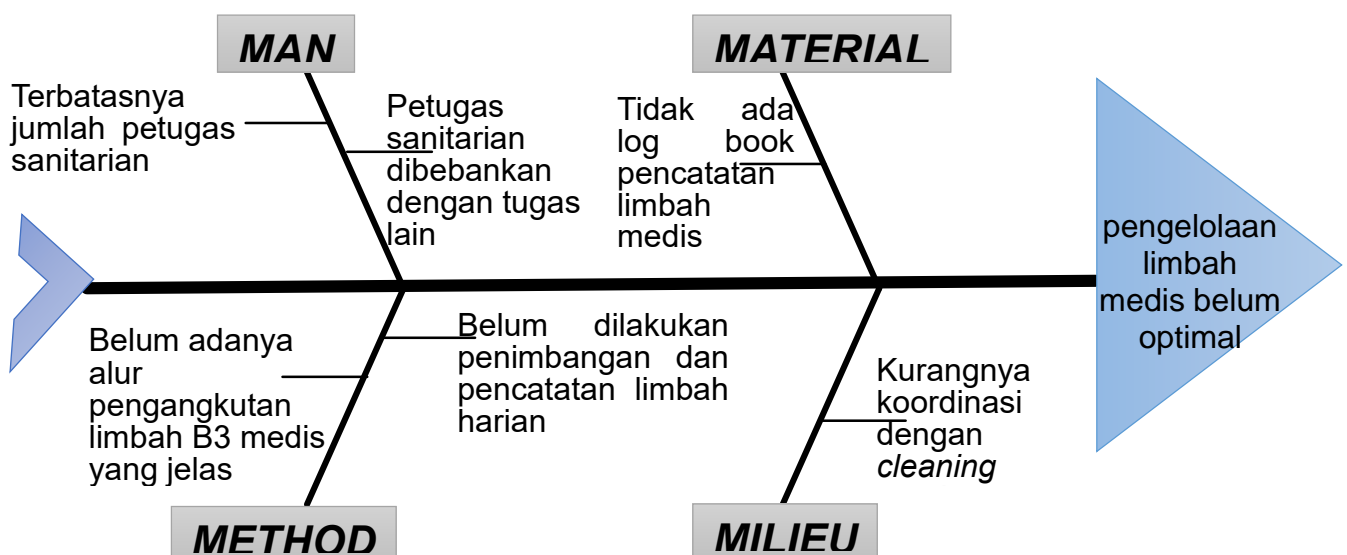 MAN
MATERIAL
Terbatasnya
jumlah petugas
sanitarian
Petugas
sanitarian
dibebankan
dengan tugas
lain
Tidak ada
log book
pencatatan
limbah
medis
pengelolaan
limbah
medis belum
optimal
Belum adanya
alur
pengangkutan
limbah B3 medis
yang jelas
Belum dilakukan
penimbangan dan
pencatatan limbah
harian
Kurangnya
koordinasi
dengan
cleaning
METHOD
MILIEU